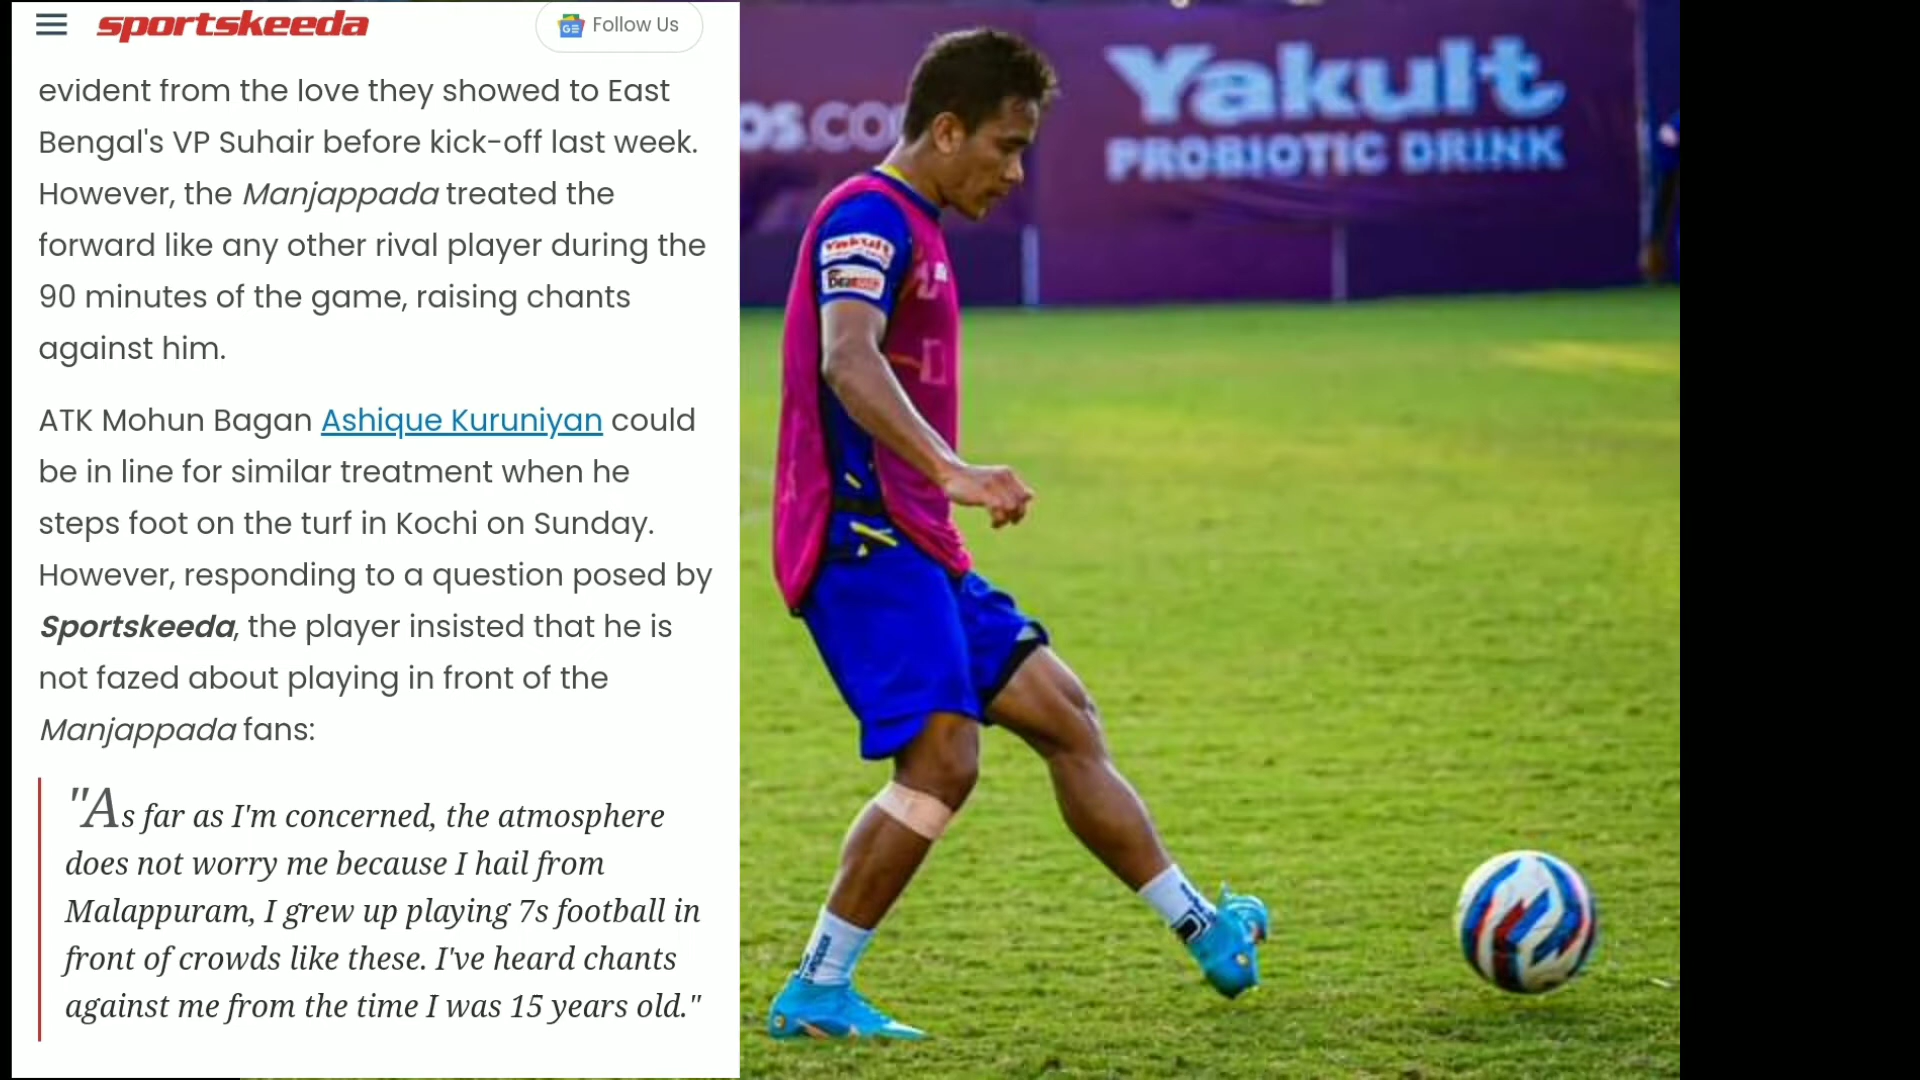 sportskeeda
GE Follow Us
evident from the love they showed to East
Bengal's VP Suhair before kick-off last week.
However, the Manjappada treated the
forward like any other rival player during the
90 minutes of the game, raising chants
against him.
ATK Mohun Bagan Ashique Kuruniyan could
be in line for similar treatment when he
steps foot on the turf in Kochi on Sunday.
However, responding to a question posed by
Sportskeeda, the player insisted that he is
not fazed about playing in front of the
Manjappada fans:
"As far as I'm concerned, the atmosphere
does not worry me because I hail from
Malappuram, I grew up playing 7s football in
front of crowds like these. I've heard chants
against me from the time I was 15 years old."
Yakult
PROBIOTIC DRINK
Yakult